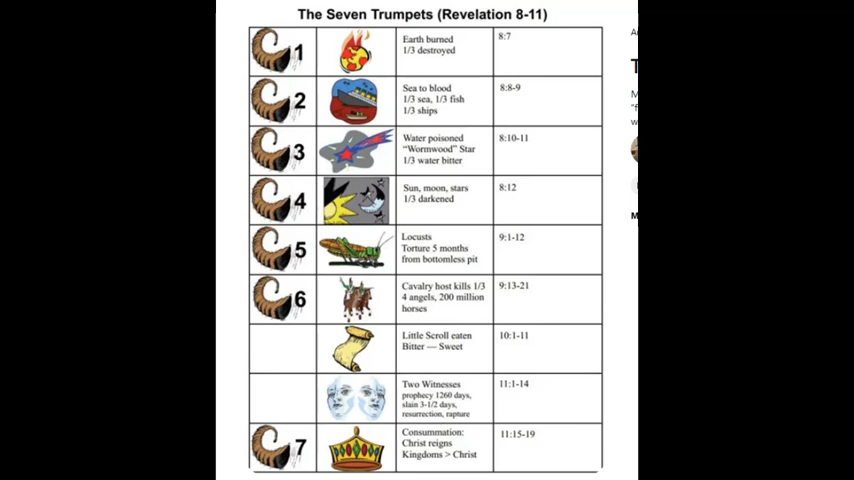 The Seven Trumpets (Revelation 8-11)
1
Earth burned
1/3 destroyed
8:7
2
Sea to blood
1/3 sea, 1/3 fish
1/3 ships
8:8-9
3
Water poisoned
“Wormwood” Star
1/3 water bitter
8:10-11
4
Sun, moon, stars
1/3 darkened
8:12
5
Locusts
Torture 5 months
from bottomless pit
9:1-12
6
Cavalry host kills 1/3
4 angels, 200 million
horses
9:13-21
Little Scroll eaten
Bitter — Sweet
10:1-11
Two Witnesses
prophecy 1260 days,
slain 3-1/2 days,
resurrection, rapture
11:1-14
7
Consummation:
Christ reigns
Kingdoms > Christ
11:15-19